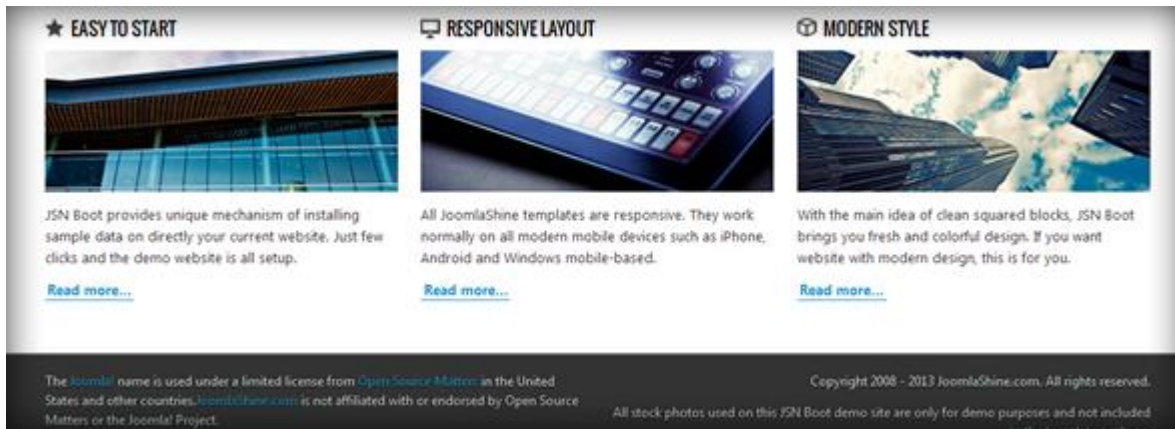 EASY TO START
RESPONSIVE LAYOUT
MODERN STYLE
JSN Boot provides unique mechanism of installing
sample data on directly your current website. Just few
clicks and the demo website is all setup.
Read more...
All JoomlaShine templates are responsive. They work
normally on all modern mobile devices such as iPhone,
Android and Windows mobile-based.
Read more...
With the main idea of clean squared blocks, JSN Boot
brings you fresh and colorful design. If you want
website with modern design, this is for you.
Read more...
The Joomla! name is used under a limited license from Open Source Matters in the United
States and other countries.JoomlaShine.com is not affiliated with or endorsed by Open Source
Matters or the Joomla! Project.
Copyright 2008 - 2013 JoomlaShine.com. All rights reserved.
All stock photos used on this JSN Boot demo site are only for demo purposes and not included